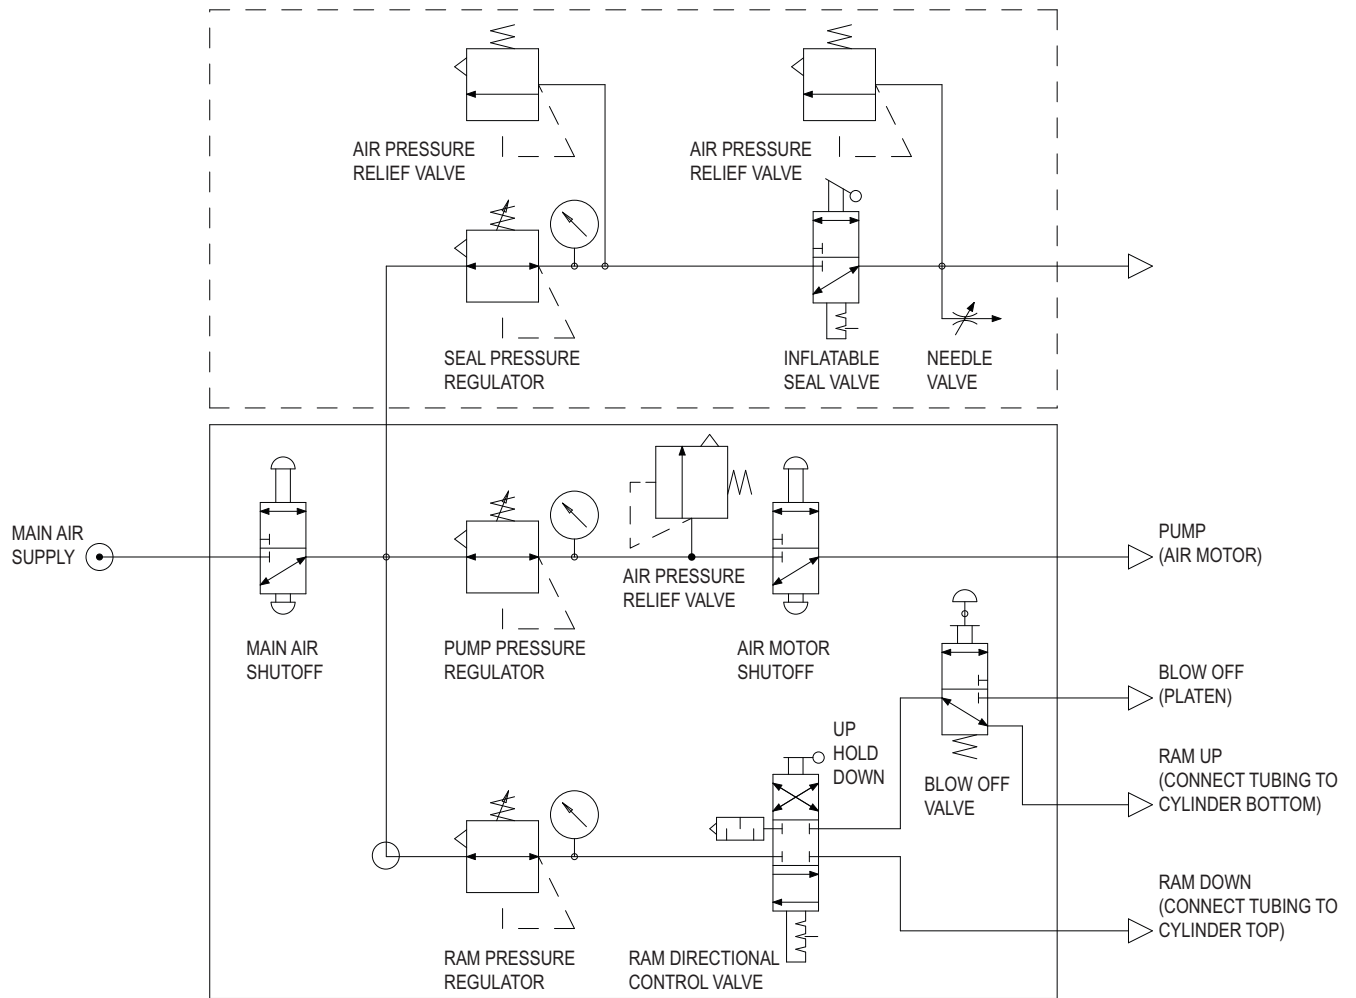 AIR PRESSURE
RELIEF VALVE
AIR PRESSURE
RELIEF VALVE
SEAL PRESSURE
REGULATOR
INFLATABLE
SEAL VALVE
NEEDLE
VALVE
MAIN AIR
SUPPLY
MAIN AIR
SHUTOFF
PUMP PRESSURE
REGULATOR
AIR PRESSURE
RELIEF VALVE
AIR MOTOR
SHUTOFF
PUMP
(AIR MOTOR)
BLOW OFF
(PLATEN)
UP
HOLD
DOWN
BLOW OFF
VALVE
RAM UP
(CONNECT TUBING TO
CYLINDER BOTTOM)
RAM DOWN
(CONNECT TUBING TO
CYLINDER TOP)
RAM PRESSURE
REGULATOR
RAM DIRECTIONAL
CONTROL VALVE